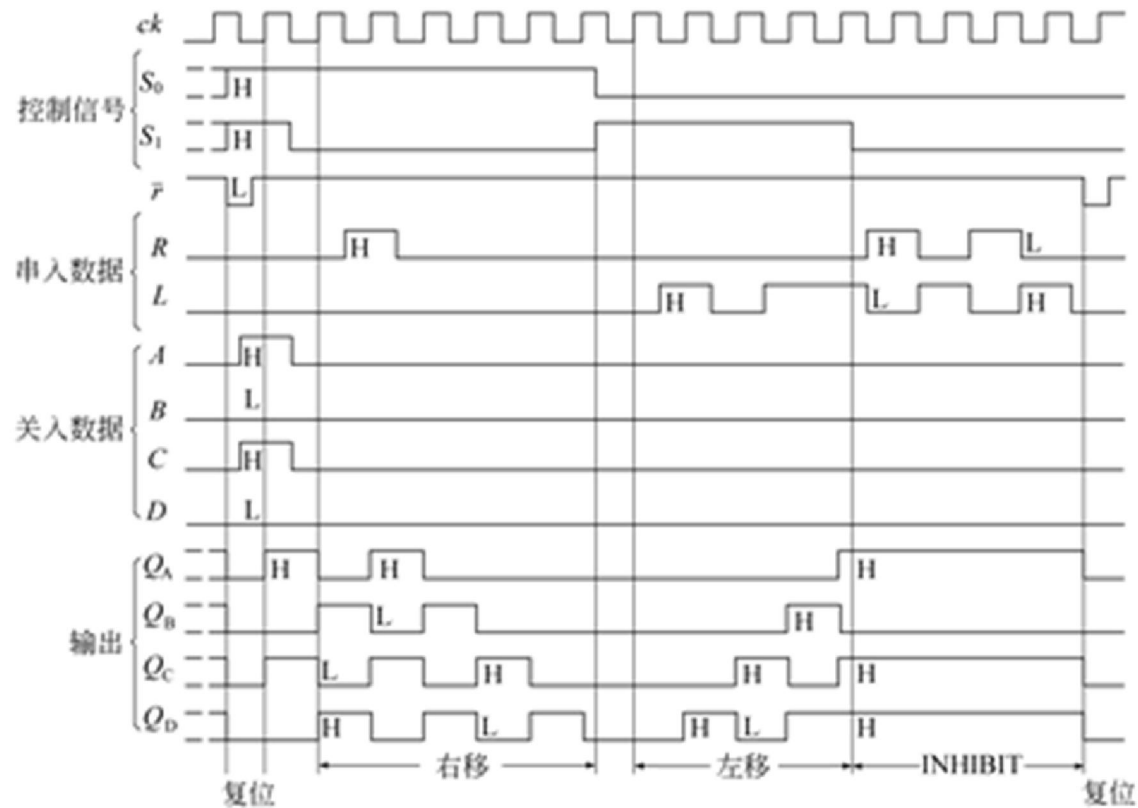 ck
控制信号
S₀ H
S₁ H
r̄ L
串入数据
R H H L
L H L H
关入数据
A H
B L
C H
D L
输出
Q_A H H H
Q_B L H
Q_C L H H H
Q_D H L H L H
右移 左移 INHIBIT
复位 复位